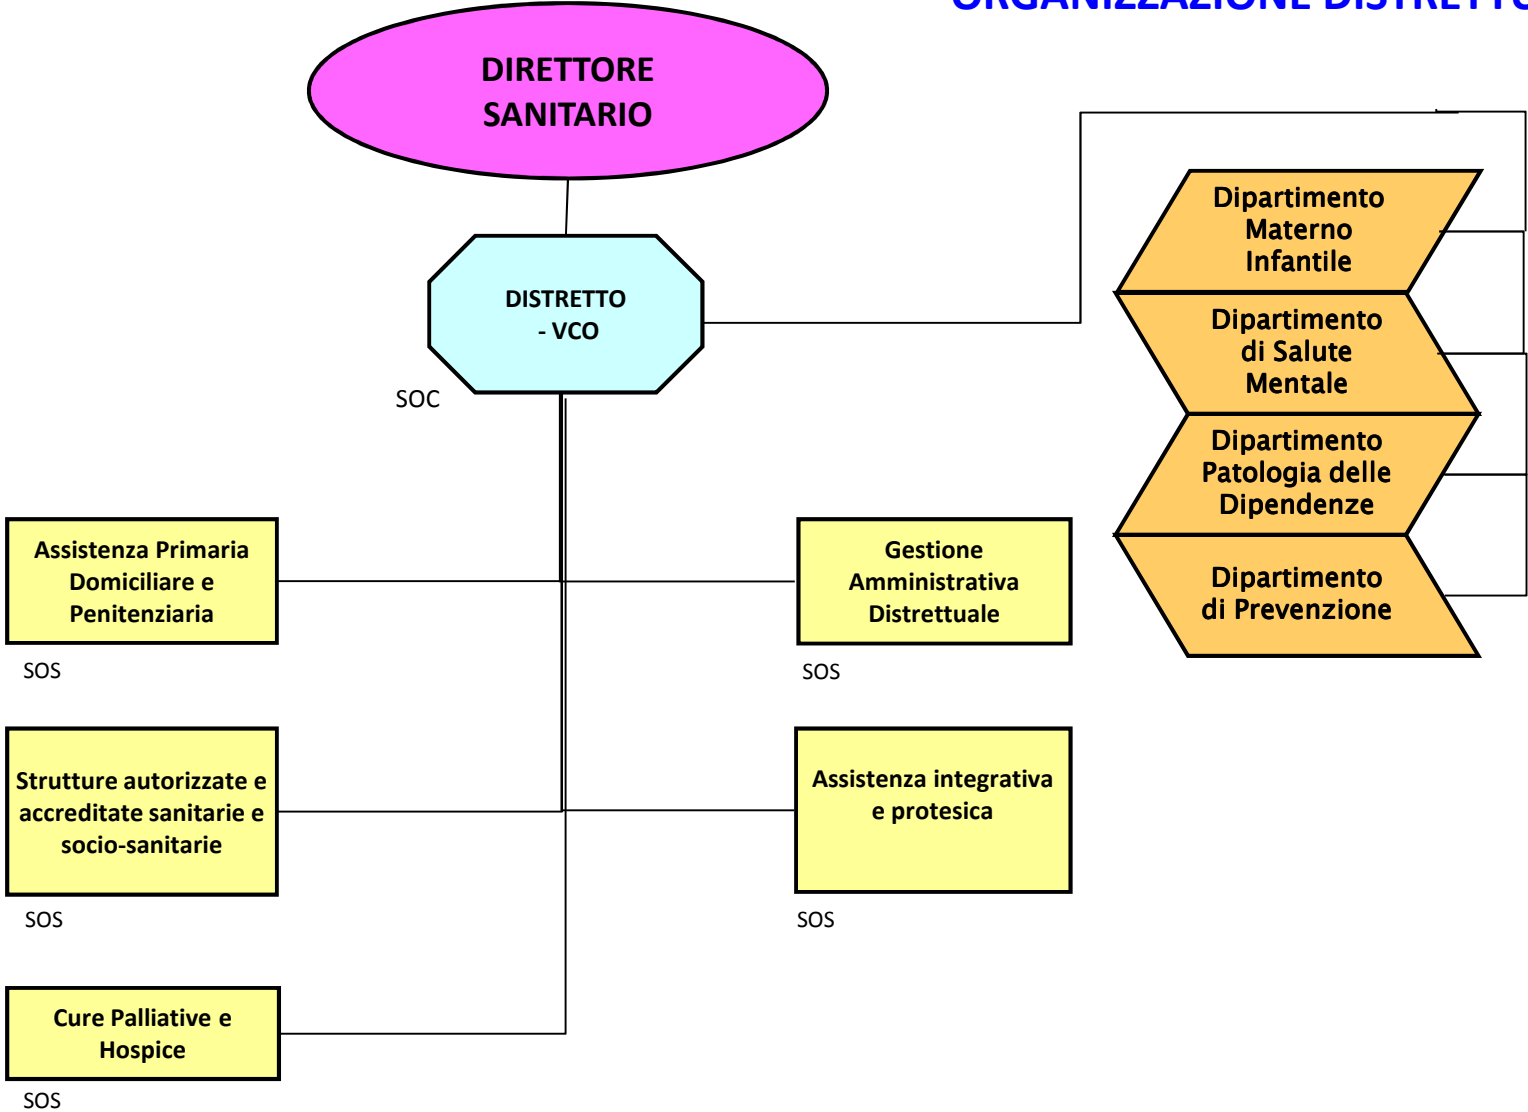 ORGANIZZAZIONE DISTRETTU
DIRETTORE
SANITARIO
DISTRETTO
- VCO
SOC
Dipartimento
Materno
Infantile
Dipartimento
di Salute
Mentale
Dipartimento
Patologia delle
Dipendenze
Dipartimento
di Prevenzione
Assistenza Primaria
Domiciliare e
Penitenziaria
SOS
Gestione
Amministrativa
Distrettuale
SOS
Strutture autorizzate e
accreditate sanitarie e
socio-sanitarie
SOS
Assistenza integrativa
e protesica
SOS
Cure Palliative e
Hospice
SOS